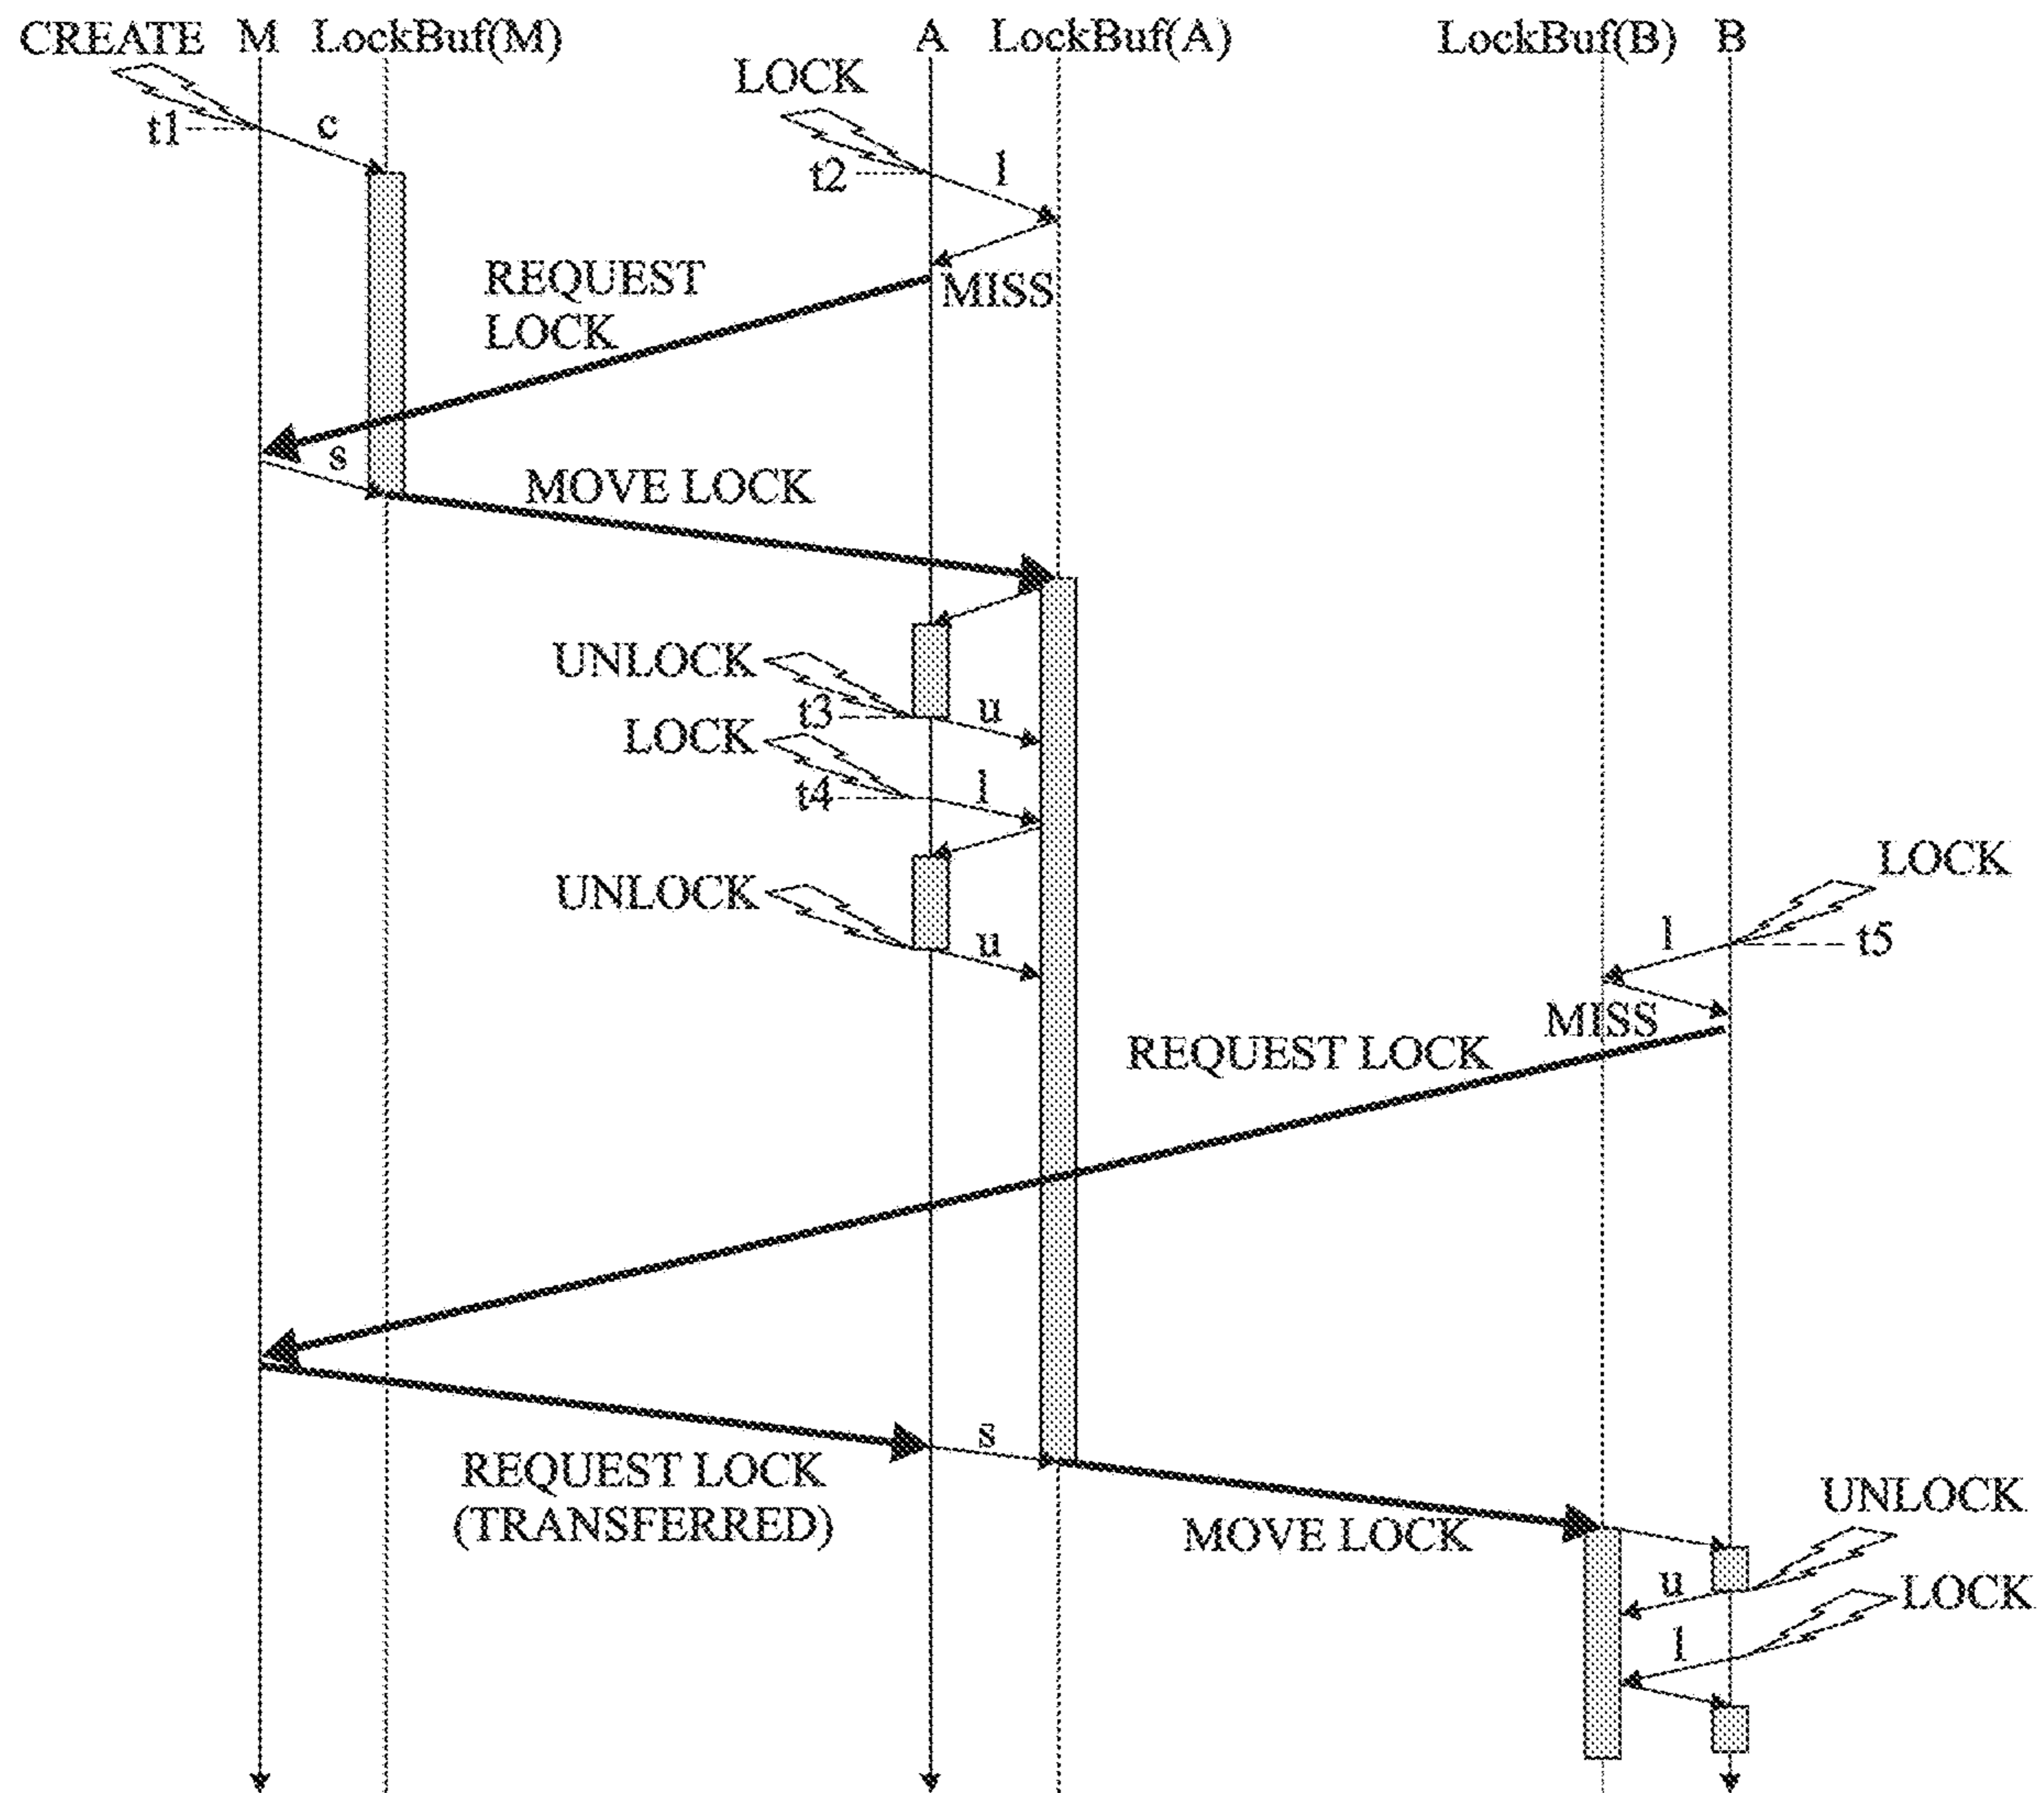 CREATE M LockBuf(M) A LockBuf(A) LockBuf(B) B
LOCK
t1 c
t2 l
REQUEST
LOCK
MISS
s
MOVE LOCK
UNLOCK
t3 u
LOCK
t4 l
LOCK
UNLOCK
u
l t5
MISS
REQUEST LOCK
s
REQUEST LOCK
(TRANSFERRED)
UNLOCK
MOVE LOCK
u
LOCK
l